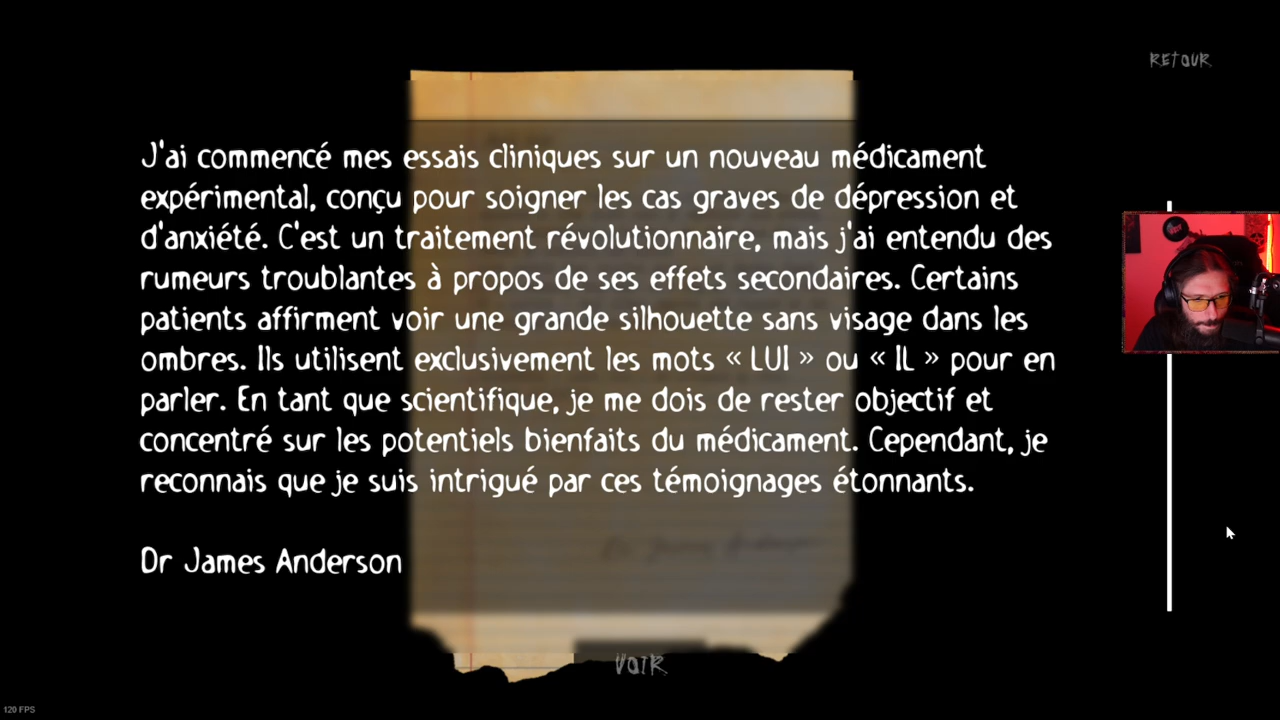 RETOUR
J'ai commencé mes essais cliniques sur un nouveau médicament
expérimental, conçu pour soigner les cas graves de dépression et
d'anxiété. C'est un traitement révolutionnaire, mais j'ai entendu des
rumeurs troublantes à propos de ses effets secondaires. Certains
patients affirment voir une grande silhouette sans visage dans les
ombres. Ils utilisent exclusivement les mots « LUI » ou « IL » pour en
parler. En tant que scientifique, je me dois de rester objectif et
concentré sur les potentiels bienfaits du médicament. Cependant, je
reconnais que je suis intrigué par ces témoignages étonnants.
Dr James Anderson
VOIR
120 FPS